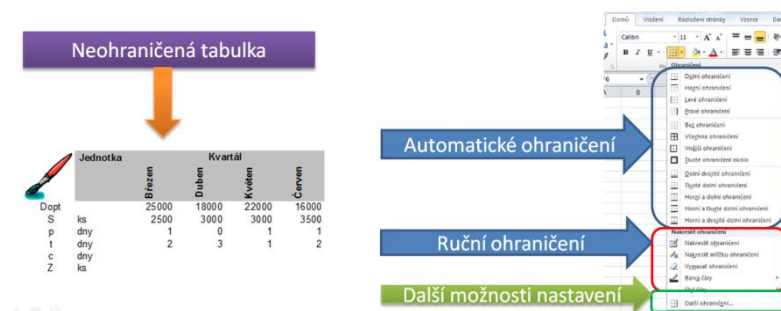 Neohraničená tabulka
Jednotka Kvartál
Březen Duben Květen Červen
Dopt 25000 18000 22000 16000
S ks 2500 3000 3000 3500
p dny 1 0 1 1
t dny 2 3 1 2
c dny
Z ks
Automatické ohraničení
Ruční ohraničení
Další možnosti nastavení
Domů Vložení Rozložení stránky Vzorce Dat
Calibri 11 A A
B I U A
Ohraničení
B
Dolní ohraničení
Horní ohraničení
Levé ohraničení
Pravé ohraničení
Bez ohraničení
Všechna ohraničení
Vnější ohraničení
Tlusté ohraničení okolo
Dolní dvojité ohraničení
Tlusté dolní ohraničení
Horní a dolní ohraničení
Horní a tlusté dolní ohraničení
Horní a dvojité dolní ohraničení
Nakreslit ohraničení
Nakreslit ohraničení
Nakreslit mřížku ohraničení
Vymazat ohraničení
Barva čáry
Styl čáry
Další ohraničení...